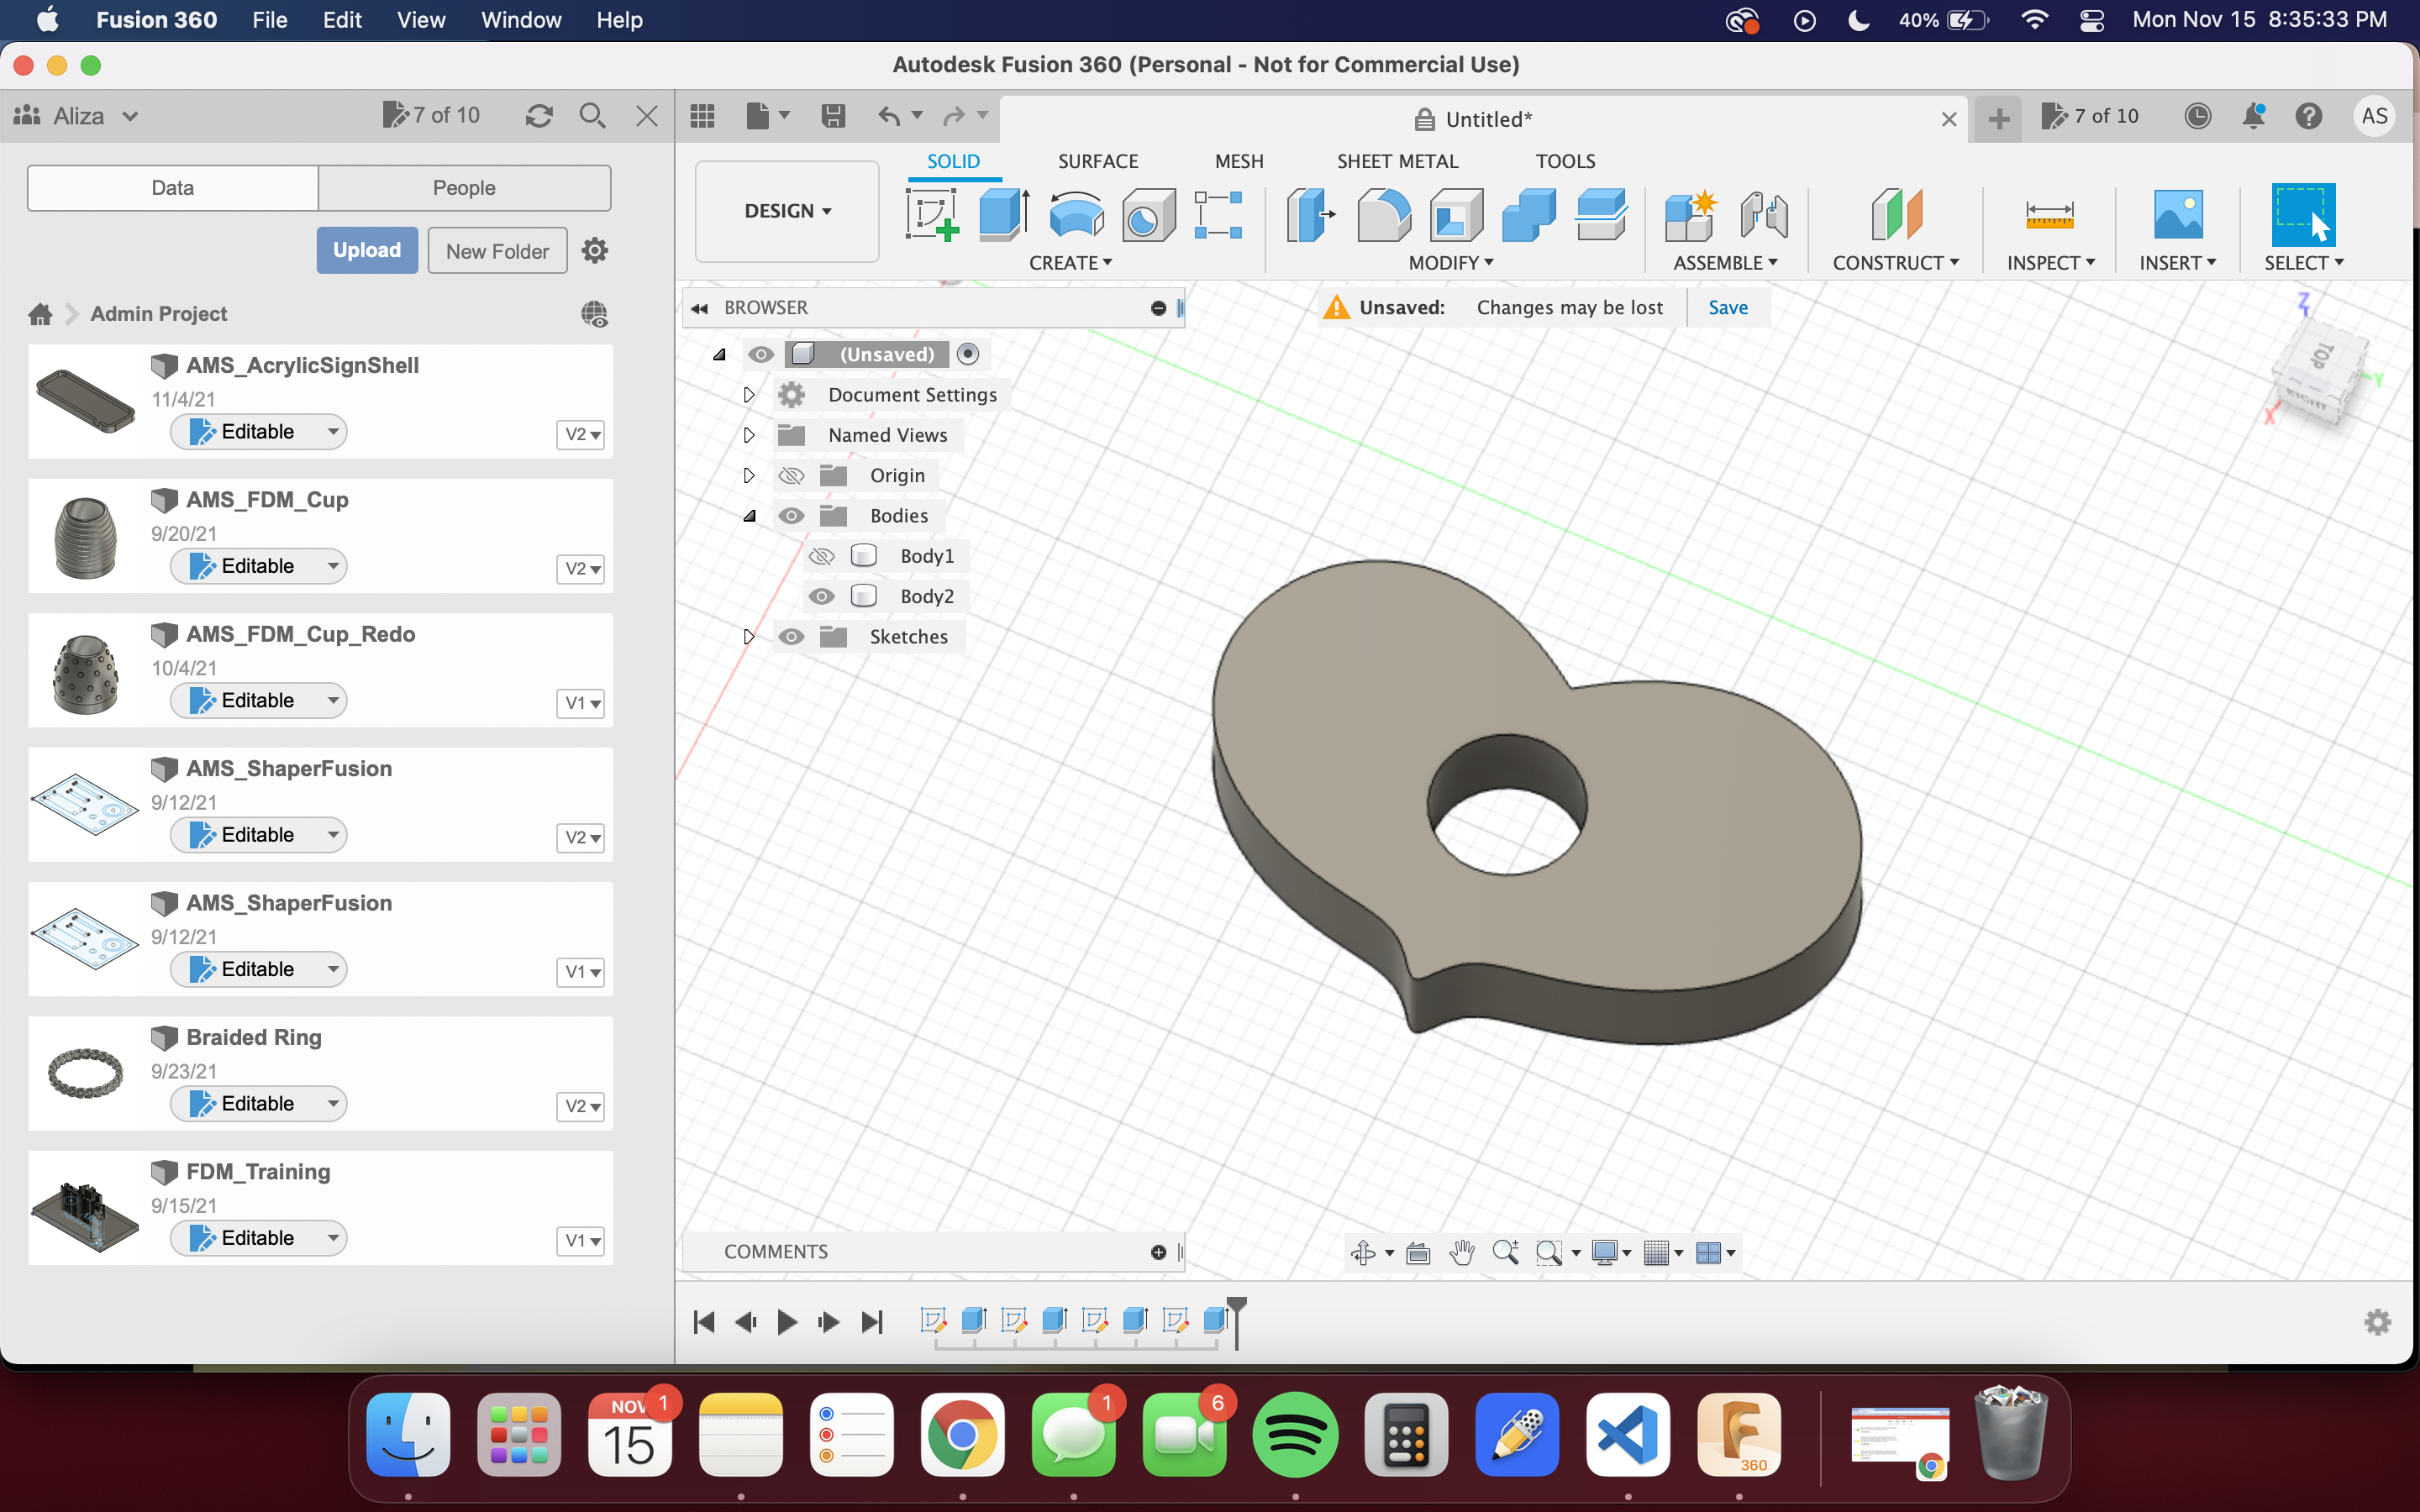 Fusion 360 File Edit View Window Help 40% Mon Nov 15 8:35:33 PM
Autodesk Fusion 360 (Personal - Not for Commercial Use)
Aliza 7 of 10 Untitled* 7 of 10 AS
Data People
Upload New Folder
Admin Project
AMS_AcrylicSignShell
11/4/21
Editable V2
AMS_FDM_Cup
9/20/21
Editable V2
AMS_FDM_Cup_Redo
10/4/21
Editable V1
AMS_ShaperFusion
9/12/21
Editable V2
AMS_ShaperFusion
9/12/21
Editable V1
Braided Ring
9/23/21
Editable V2
FDM_Training
9/15/21
Editable V1
DESIGN
SOLID SURFACE MESH SHEET METAL TOOLS
CREATE MODIFY ASSEMBLE CONSTRUCT INSPECT INSERT SELECT
BROWSER
Unsaved: Changes may be lost Save
(Unsaved)
Document Settings
Named Views
Origin
Bodies
Body1
Body2
Sketches
Z
TOP
Y
RIGHT
X
COMMENTS
NOV 1
15
1
6
360